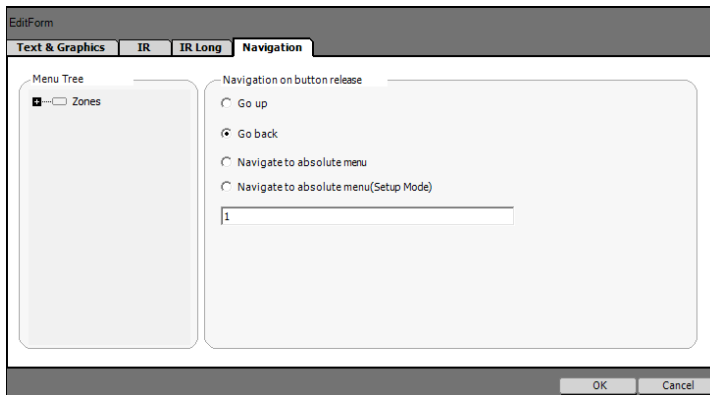 EditForm
Text & Graphics IR IR Long Navigation
Menu Tree
Zones
Navigation on button release
Go up
Go back
Navigate to absolute menu
Navigate to absolute menu(Setup Mode)
1
OK Cancel